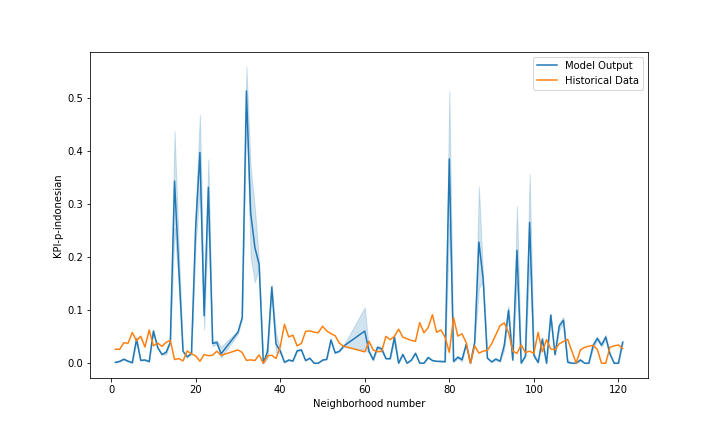 Model Output
Historical Data
KPI-p-indonesian
0.5
0.4
0.3
0.2
0.1
0.0
0 20 40 60 80 100 120
Neighborhood number